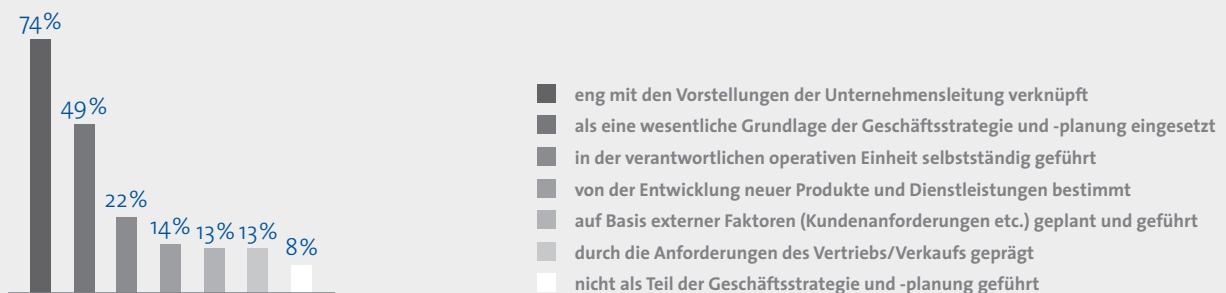 74%
49%
22%
14% 13% 13%
8%
eng mit den Vorstellungen der Unternehmensleitung verknüpft
als eine wesentliche Grundlage der Geschäftsstrategie und -planung eingesetzt
in der verantwortlichen operativen Einheit selbstständig geführt
von der Entwicklung neuer Produkte und Dienstleistungen bestimmt
auf Basis externer Faktoren (Kundenanforderungen etc.) geplant und geführt
durch die Anforderungen des Vertriebs/Verkaufs geprägt
nicht als Teil der Geschäftsstrategie und -planung geführt